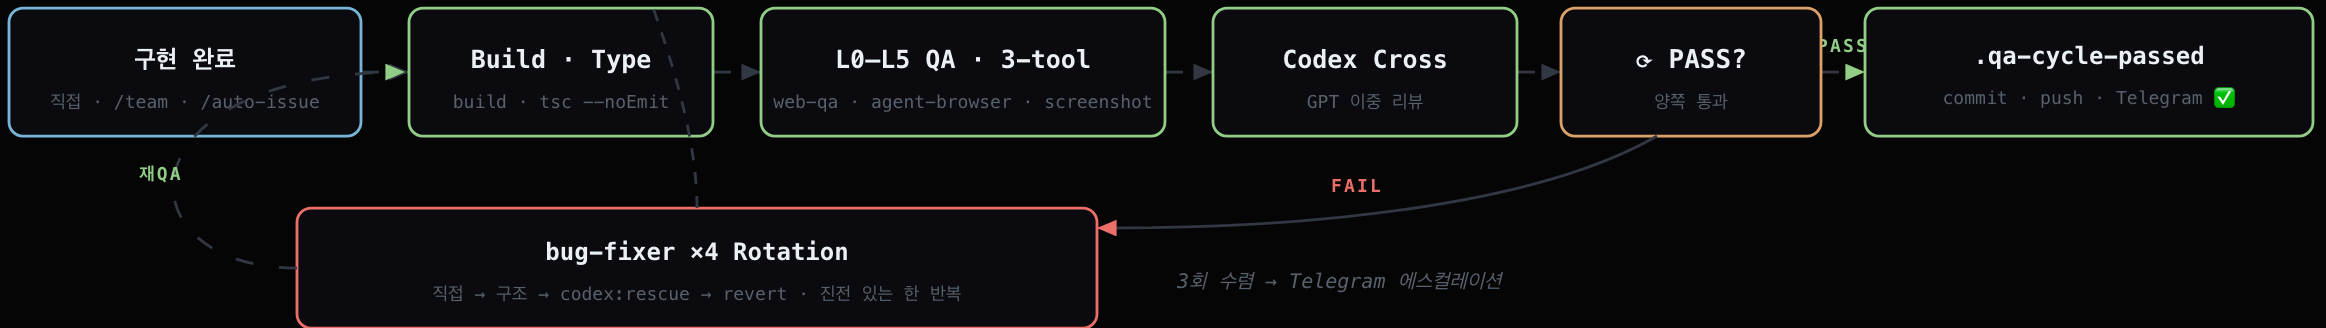 구현 완료
직접 · /team · /auto-issue
Build · Type
build · tsc --noEmit
L0–L5 QA · 3-tool
web-qa · agent-browser · screenshot
Codex Cross
GPT 이중 리뷰
⟳ PASS?
양쪽 통과
PASS
.qa-cycle-passed
commit · push · Telegram ✅
재QA
FAIL
bug-fixer ×4 Rotation
직접 → 구조 → codex:rescue → revert · 진전 있는 한 반복
3회 수렴 → Telegram 에스컬레이션